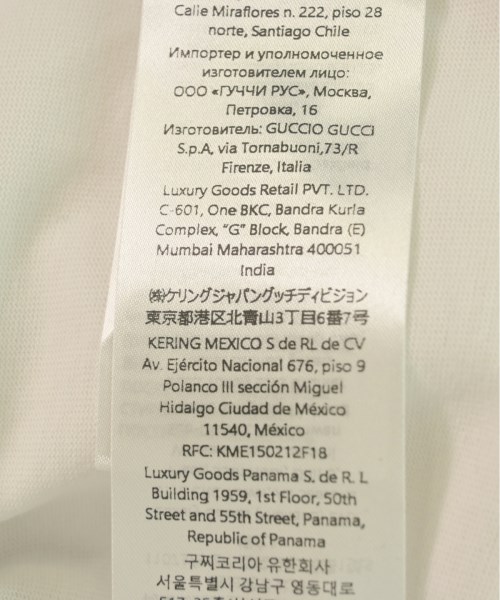 Calle Miraflores n. 222, piso 28
norte, Santiago Chile
Импортер и уполномоченное
изготовителем лицо:
ООО «ГУЧЧИ РУС», Москва,
Петровка, 16
Изготовитель: GUCCIO GUCCI
S.p.A, via Tornabuoni,73/R
Firenze, Italia
Luxury Goods Retail PVT. LTD.
C-601, One BKC, Bandra Kurla
Complex, "G" Block, Bandra (E)
Mumbai Maharashtra 400051
India
㈱ケリングジャパングッチディビジョン
東京都港区北青山3丁目6番7号
KERING MEXICO S de RL de CV
Av. Ejército Nacional 676, piso 9
Polanco III sección Miguel
Hidalgo Ciudad de México
11540, México
RFC: KME150212F18
Luxury Goods Panama S. de R. L
Building 1959, 1st Floor, 50th
Street and 55th Street, Panama,
Republic of Panama
구찌코리아 유한회사
서울특별시 강남구 영동대로